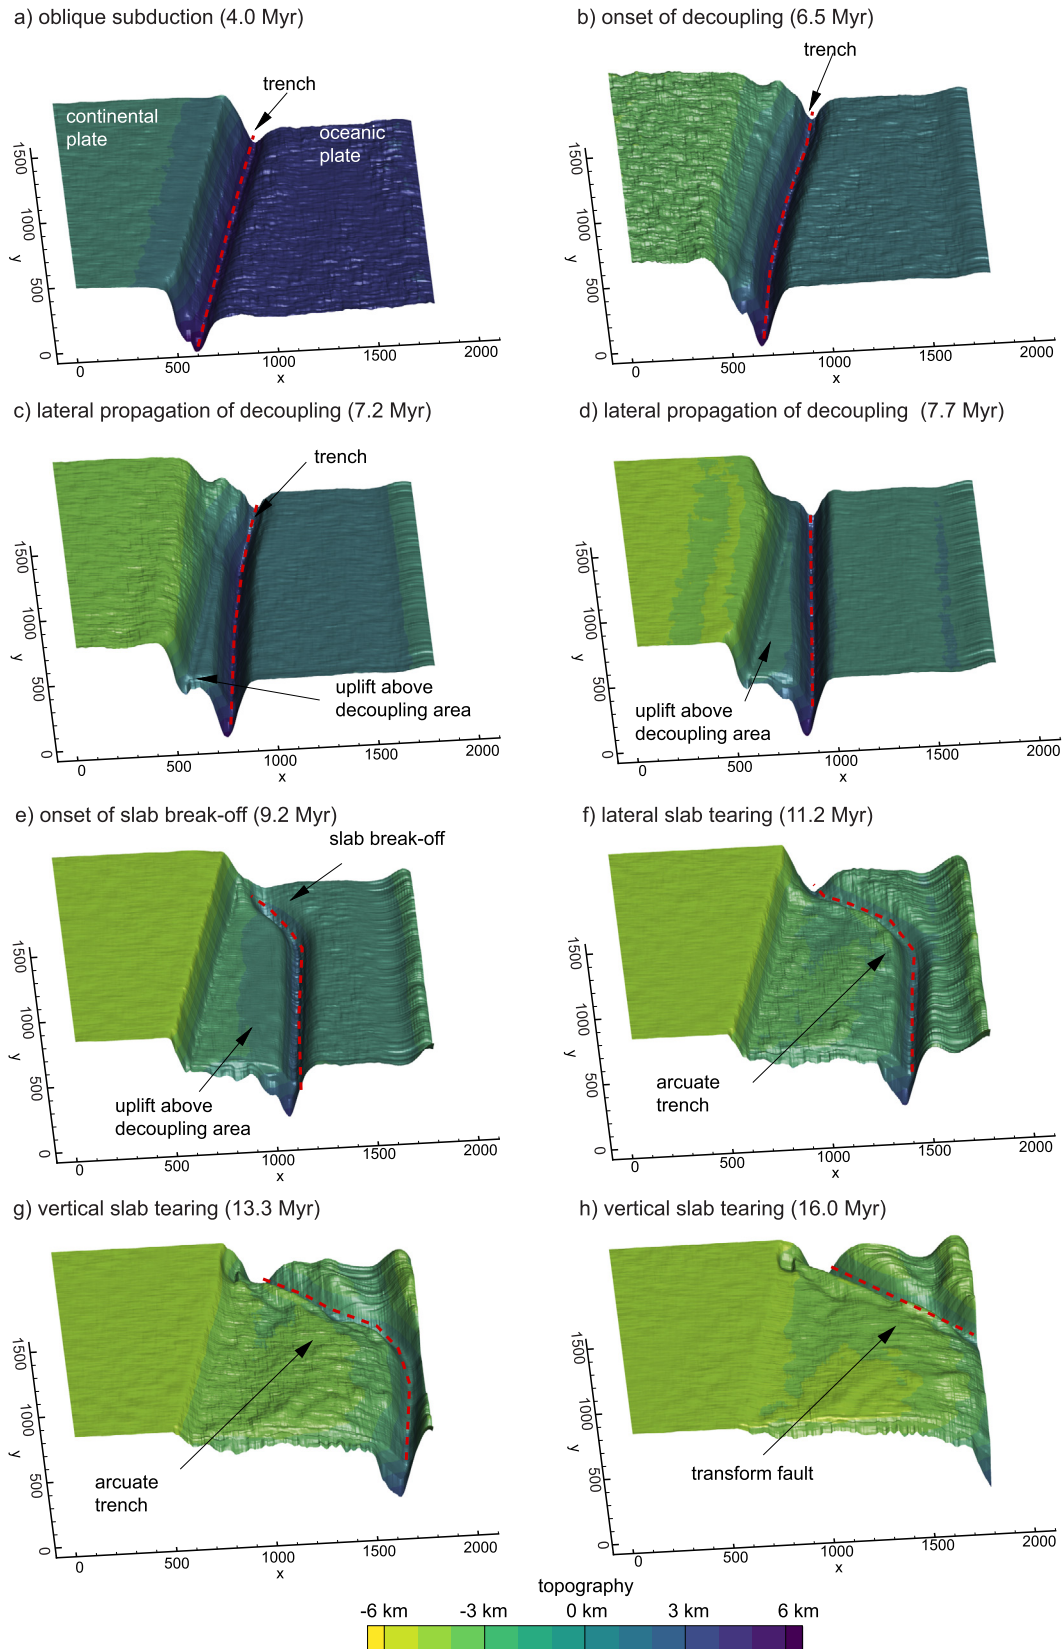 a) oblique subduction (4.0 Myr)
trench
continental
plate
oceanic
plate
1500
1000
500
0
y
0
500
1000
1500
2000
x
b) onset of decoupling (6.5 Myr)
trench
1500
1000
500
0
y
0
500
1000
1500
2000
x
c) lateral propagation of decoupling (7.2 Myr)
trench
uplift above
decoupling area
1500
1000
500
0
y
0
500
1000
1500
2000
x
d) lateral propagation of decoupling (7.7 Myr)
uplift above
decoupling area
1500
1000
500
0
y
0
500
1000
1500
2000
x
e) onset of slab break-off (9.2 Myr)
slab break-off
uplift above
decoupling area
1500
1000
500
0
y
0
500
1000
1500
2000
x
f) lateral slab tearing (11.2 Myr)
arcuate
trench
1500
1000
500
0
y
0
500
1000
1500
2000
x
g) vertical slab tearing (13.3 Myr)
arcuate
trench
1500
1000
500
0
y
0
500
1000
1500
2000
x
h) vertical slab tearing (16.0 Myr)
transform fault
1500
1000
500
0
y
0
500
1000
1500
2000
x
topography
-6 km -3 km 0 km 3 km 6 km